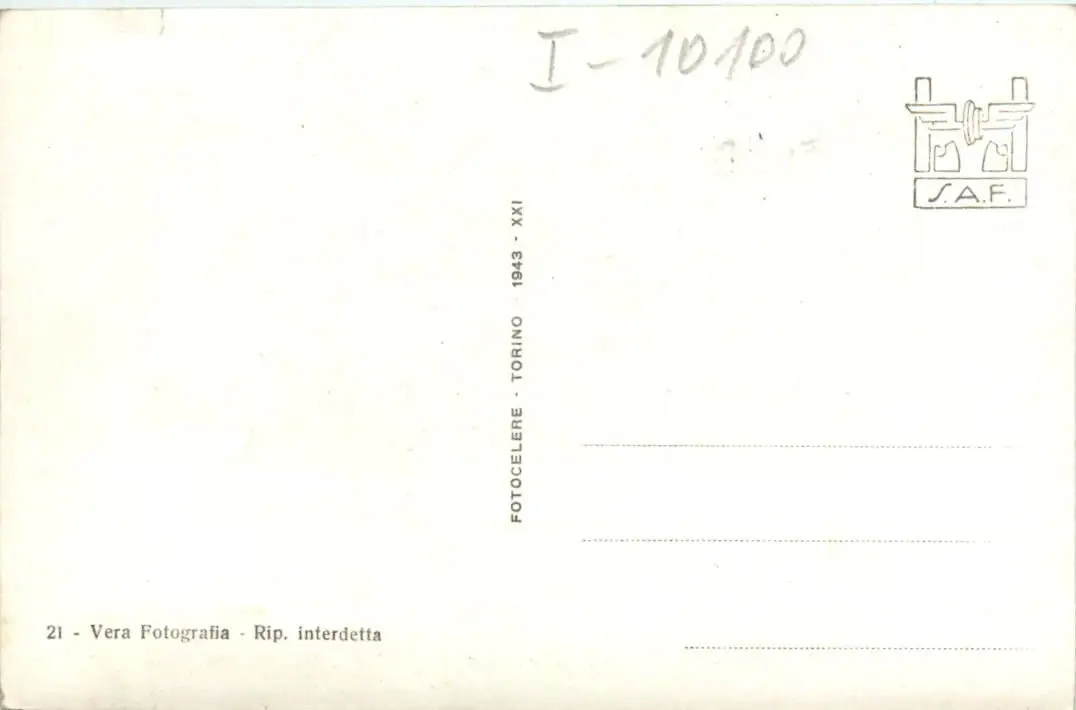 I - 10100
S.A.F.
FOTOCELERE - TORINO 1943 - XXI
21 - Vera Fotografia - Rip. interdetta